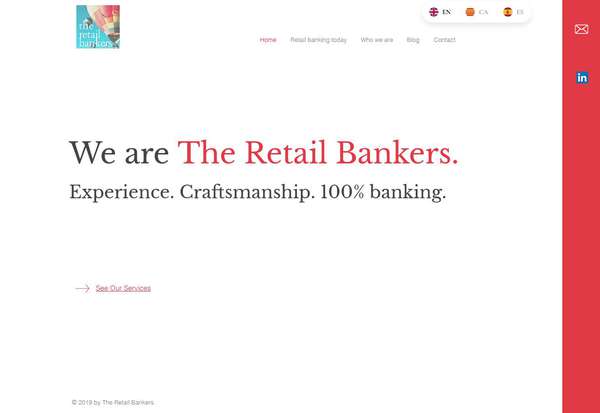 the
retail
bankers
EN CA ES
Home Retail banking today Who we are Blog Contact
in
We are The Retail Bankers.
Experience. Craftsmanship. 100% banking.
See Our Services
© 2019 by The Retail Bankers